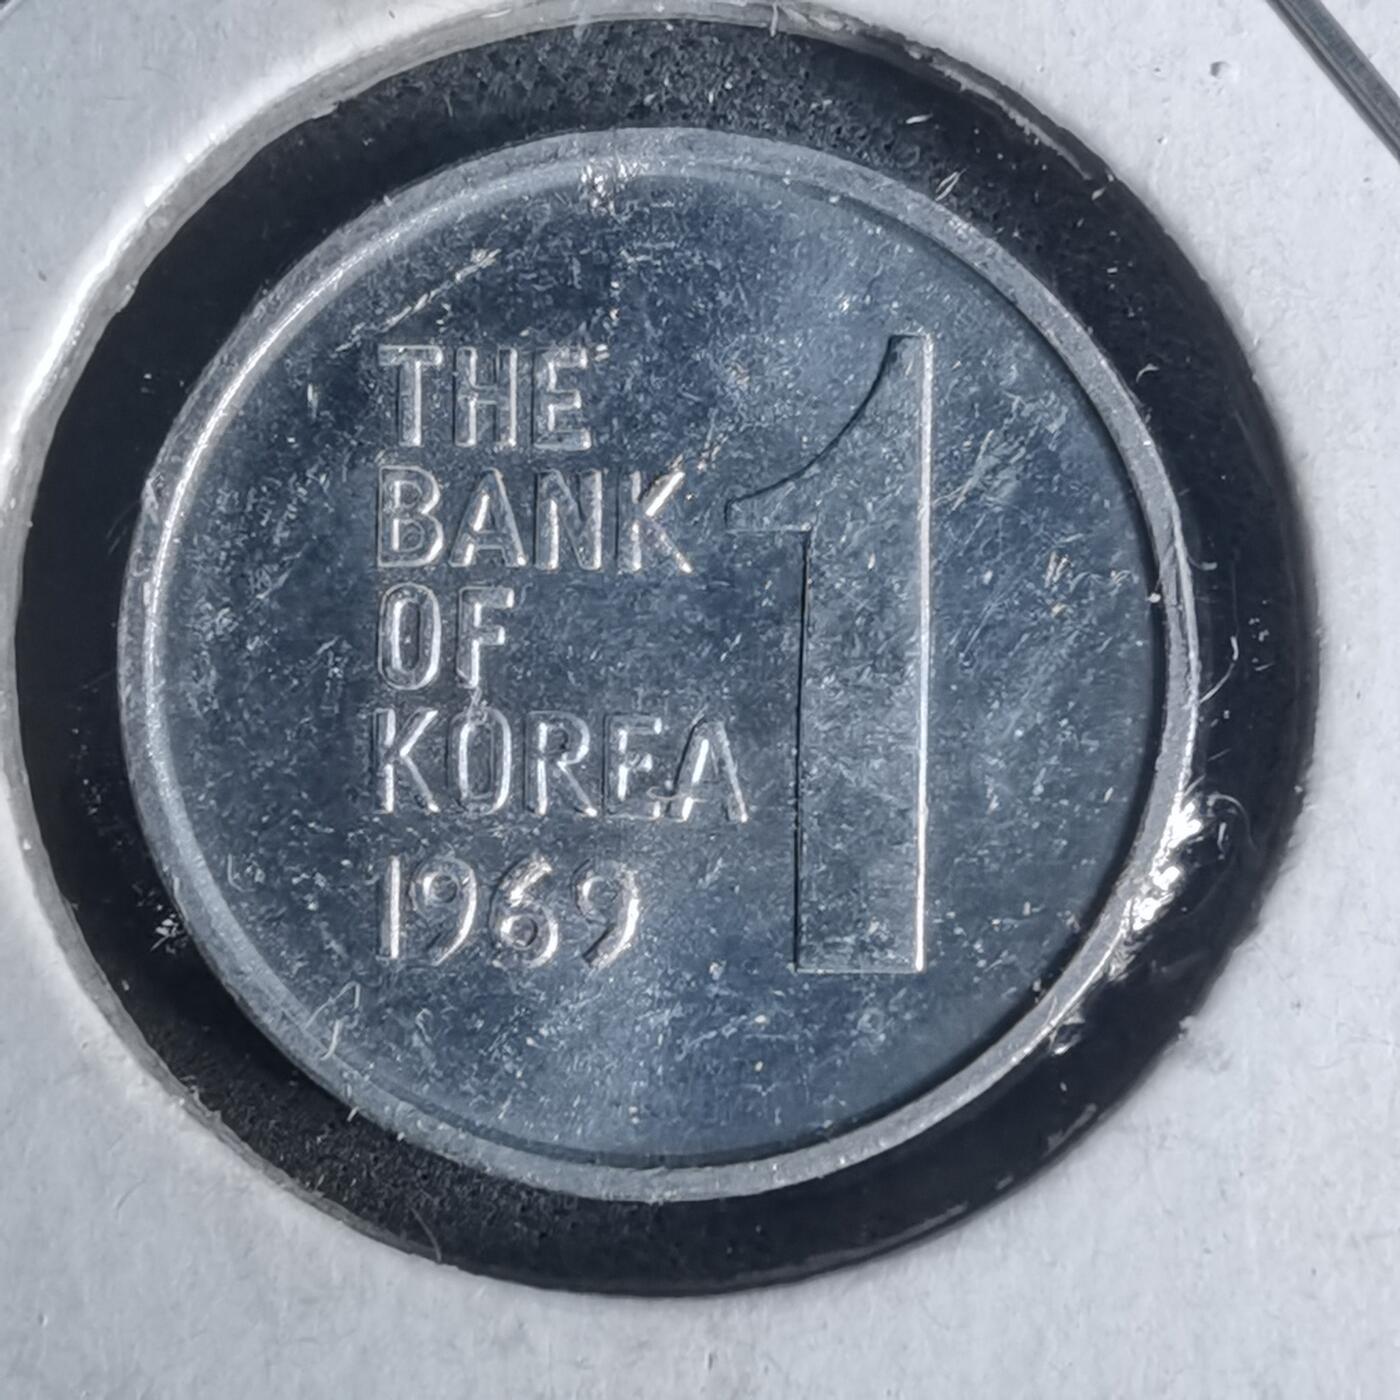 THE
BANK
OF
KOREA
1969
1